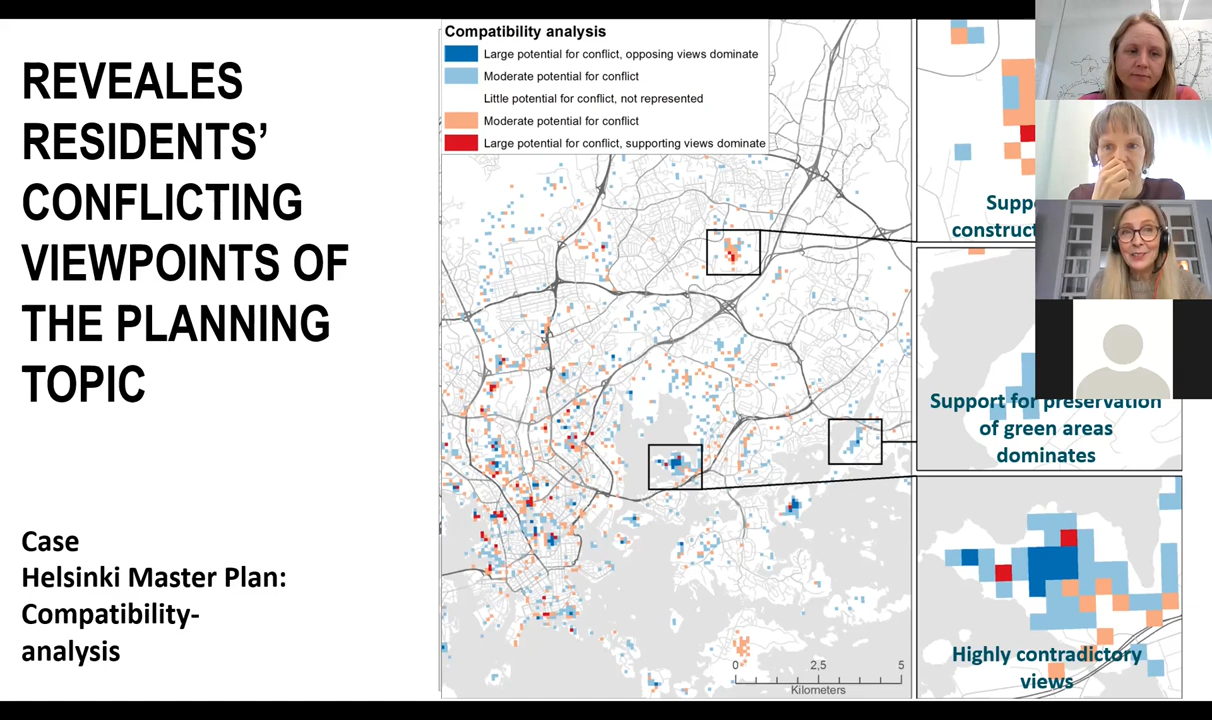 REVEALES
RESIDENTS’
CONFLICTING
VIEWPOINTS OF
THE PLANNING
TOPIC
Case
Helsinki Master Plan:
Compatibility-
analysis
Compatibility analysis
Large potential for conflict, opposing views dominate
Moderate potential for conflict
Little potential for conflict, not represented
Moderate potential for conflict
Large potential for conflict, supporting views dominate
0 2,5 5
Kilometers
Support for preservation
of green areas
dominates
Highly contradictory
views